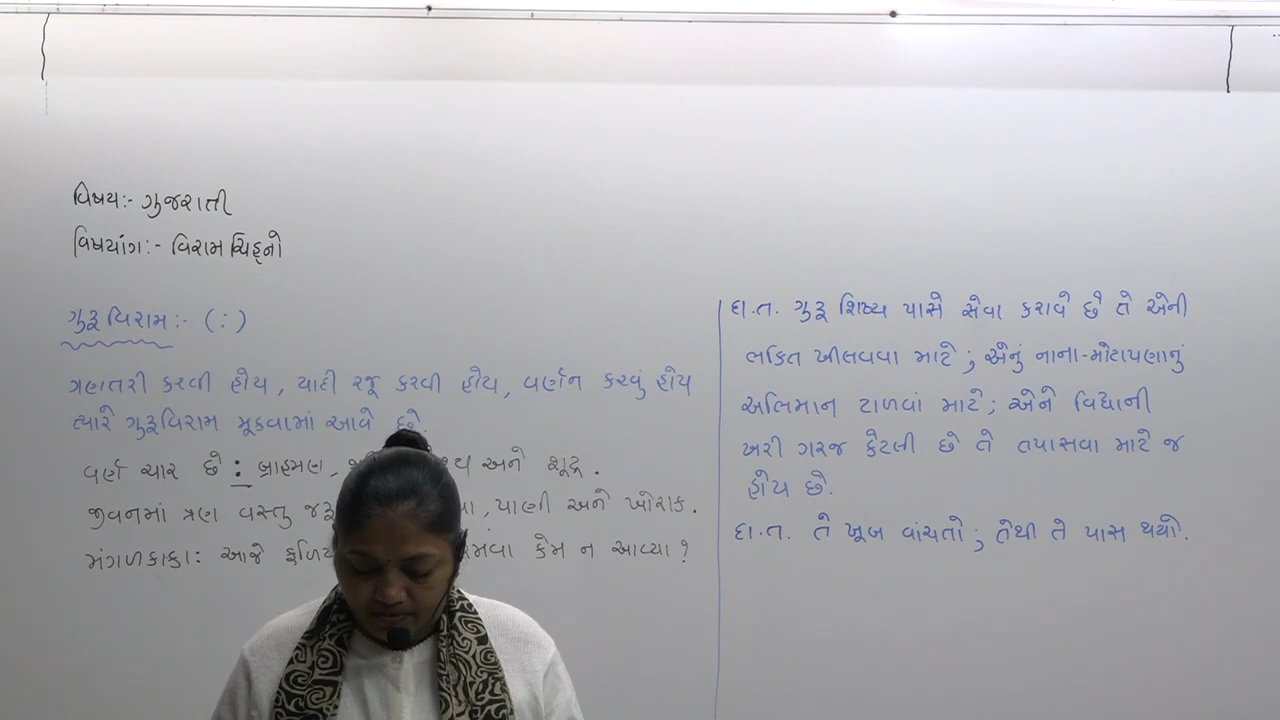 વિષય:- ગુજરાતી
વિષયાંગ:- વિરામ ચિહ્નો
ગુરૂ વિરામ:- (:)
ગણતરી કરવી હોય, યાદી રજૂ કરવી હોય, વર્ણન કરવું હોય
ત્યારે ગુરૂવિરામ મૂકવામાં આવે છે.
વર્ણ ચાર છે : બ્રાહ્મણ, અને શૂદ્ર.
જીવનમાં ત્રણ વસ્તુ , પાણી અને ખોરાક.
મંગળકાકા: આજે કેમ ન આવ્યા?
દા.ત. ગુરૂ શિષ્ય પાસે સેવા કરાવે છે તે એની
ભકિત ખીલવવા માટે; એનું નાના-મોટાપણાનું
અભિમાન ટાળવાં માટે; એને વિદ્યાની
ખરી ગરજ કેટલી છે તે તપાસવા માટે જ
હોય છે.
દા.ત. તે ખૂબ વાંચતો; તેથી તે પાસ થયો.